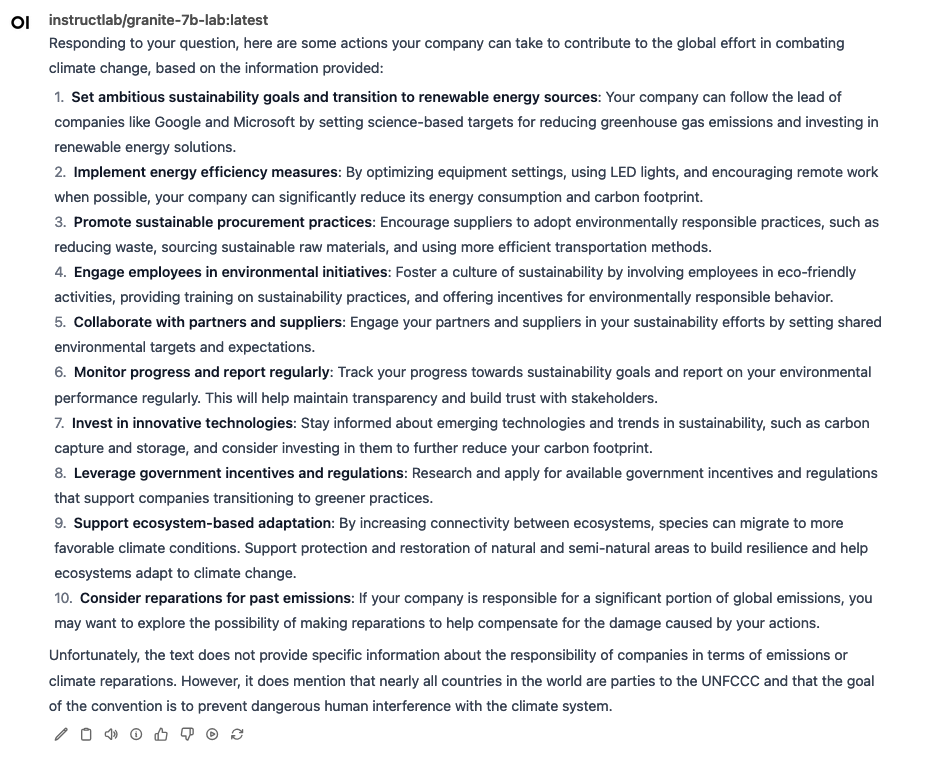 OI instructlab/granite-7b-lab:latest
Responding to your question, here are some actions your company can take to contribute to the global effort in combating
climate change, based on the information provided:
1. Set ambitious sustainability goals and transition to renewable energy sources: Your company can follow the lead of
companies like Google and Microsoft by setting science-based targets for reducing greenhouse gas emissions and investing in
renewable energy solutions.
2. Implement energy efficiency measures: By optimizing equipment settings, using LED lights, and encouraging remote work
when possible, your company can significantly reduce its energy consumption and carbon footprint.
3. Promote sustainable procurement practices: Encourage suppliers to adopt environmentally responsible practices, such as
reducing waste, sourcing sustainable raw materials, and using more efficient transportation methods.
4. Engage employees in environmental initiatives: Foster a culture of sustainability by involving employees in eco-friendly
activities, providing training on sustainability practices, and offering incentives for environmentally responsible behavior.
5. Collaborate with partners and suppliers: Engage your partners and suppliers in your sustainability efforts by setting shared
environmental targets and expectations.
6. Monitor progress and report regularly: Track your progress towards sustainability goals and report on your environmental
performance regularly. This will help maintain transparency and build trust with stakeholders.
7. Invest in innovative technologies: Stay informed about emerging technologies and trends in sustainability, such as carbon
capture and storage, and consider investing in them to further reduce your carbon footprint.
8. Leverage government incentives and regulations: Research and apply for available government incentives and regulations
that support companies transitioning to greener practices.
9. Support ecosystem-based adaptation: By increasing connectivity between ecosystems, species can migrate to more
favorable climate conditions. Support protection and restoration of natural and semi-natural areas to build resilience and help
ecosystems adapt to climate change.
10. Consider reparations for past emissions: If your company is responsible for a significant portion of global emissions, you
may want to explore the possibility of making reparations to help compensate for the damage caused by your actions.
Unfortunately, the text does not provide specific information about the responsibility of companies in terms of emissions or
climate reparations. However, it does mention that nearly all countries in the world are parties to the UNFCCC and that the goal
of the convention is to prevent dangerous human interference with the climate system.